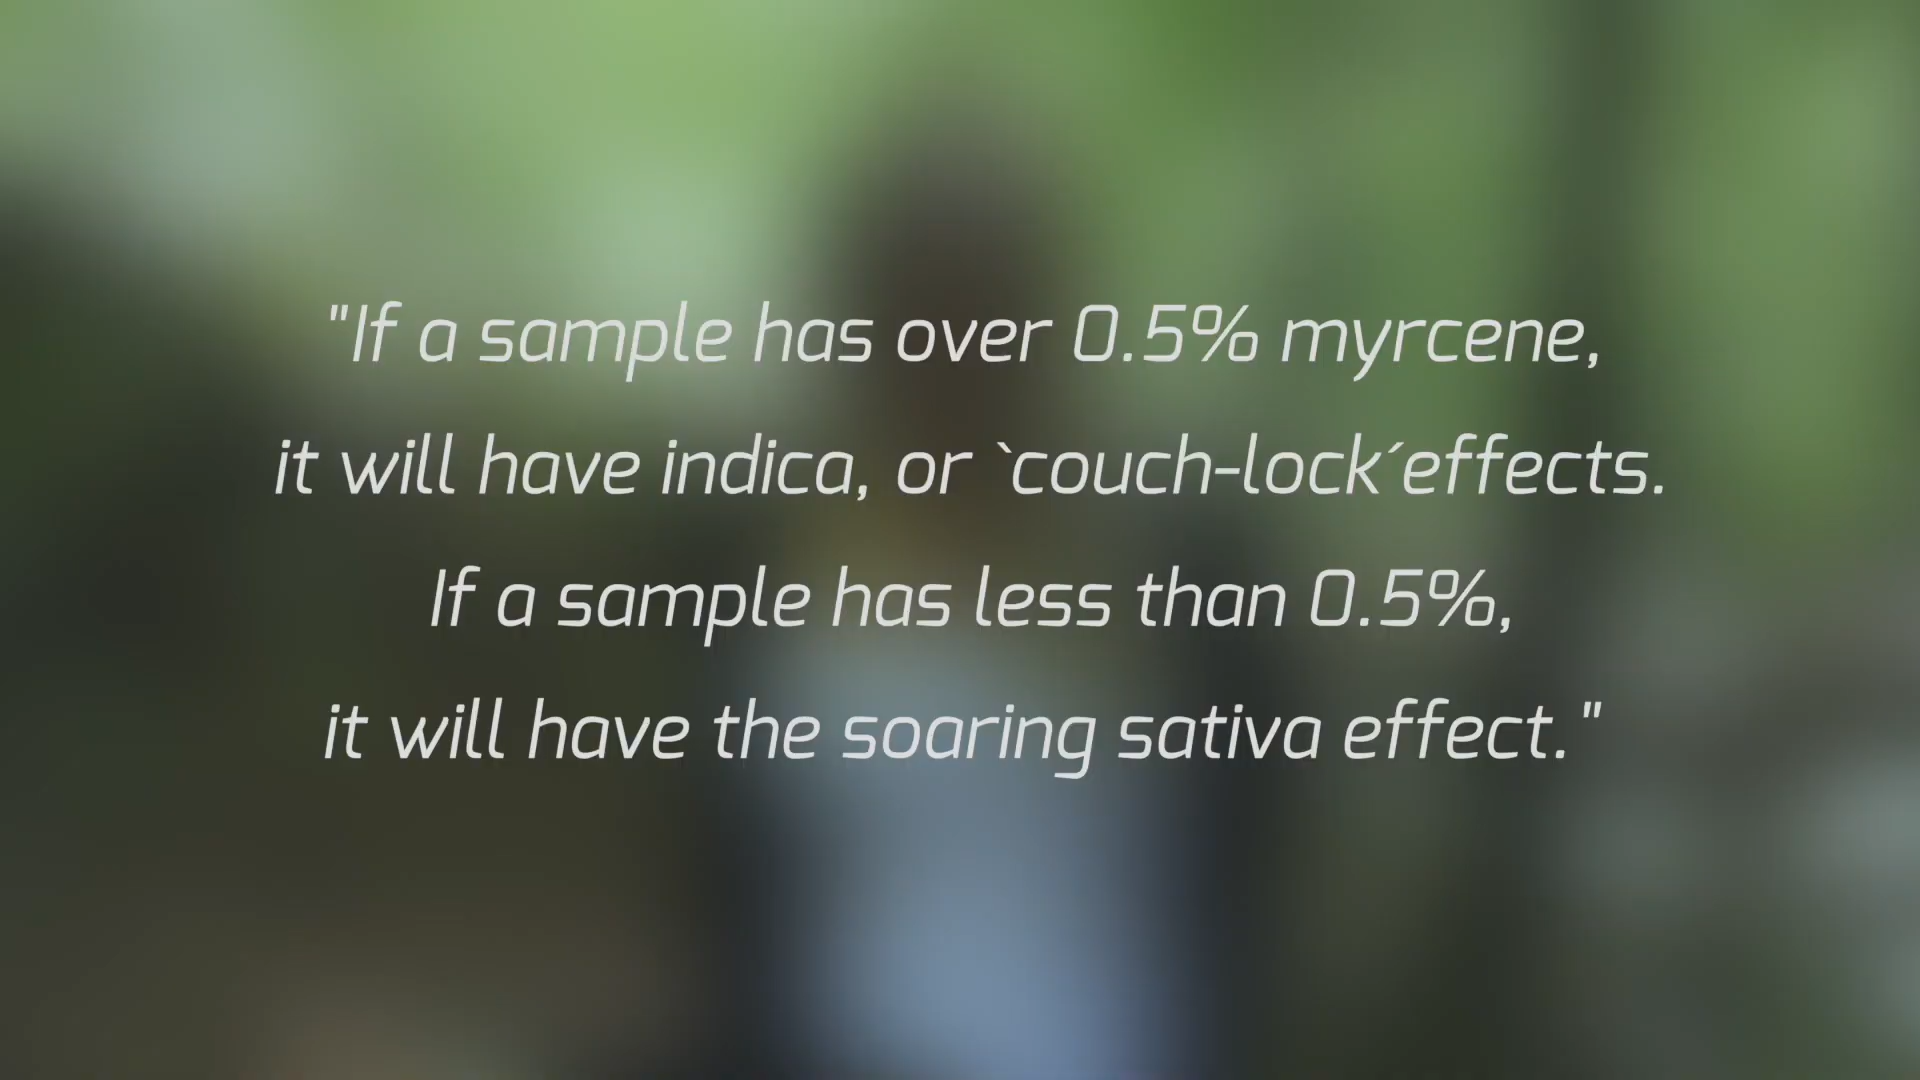 "If a sample has over 0.5% myrcene,
it will have indica, or `couch-lock´effects.
If a sample has less than 0.5%,
it will have the soaring sativa effect."